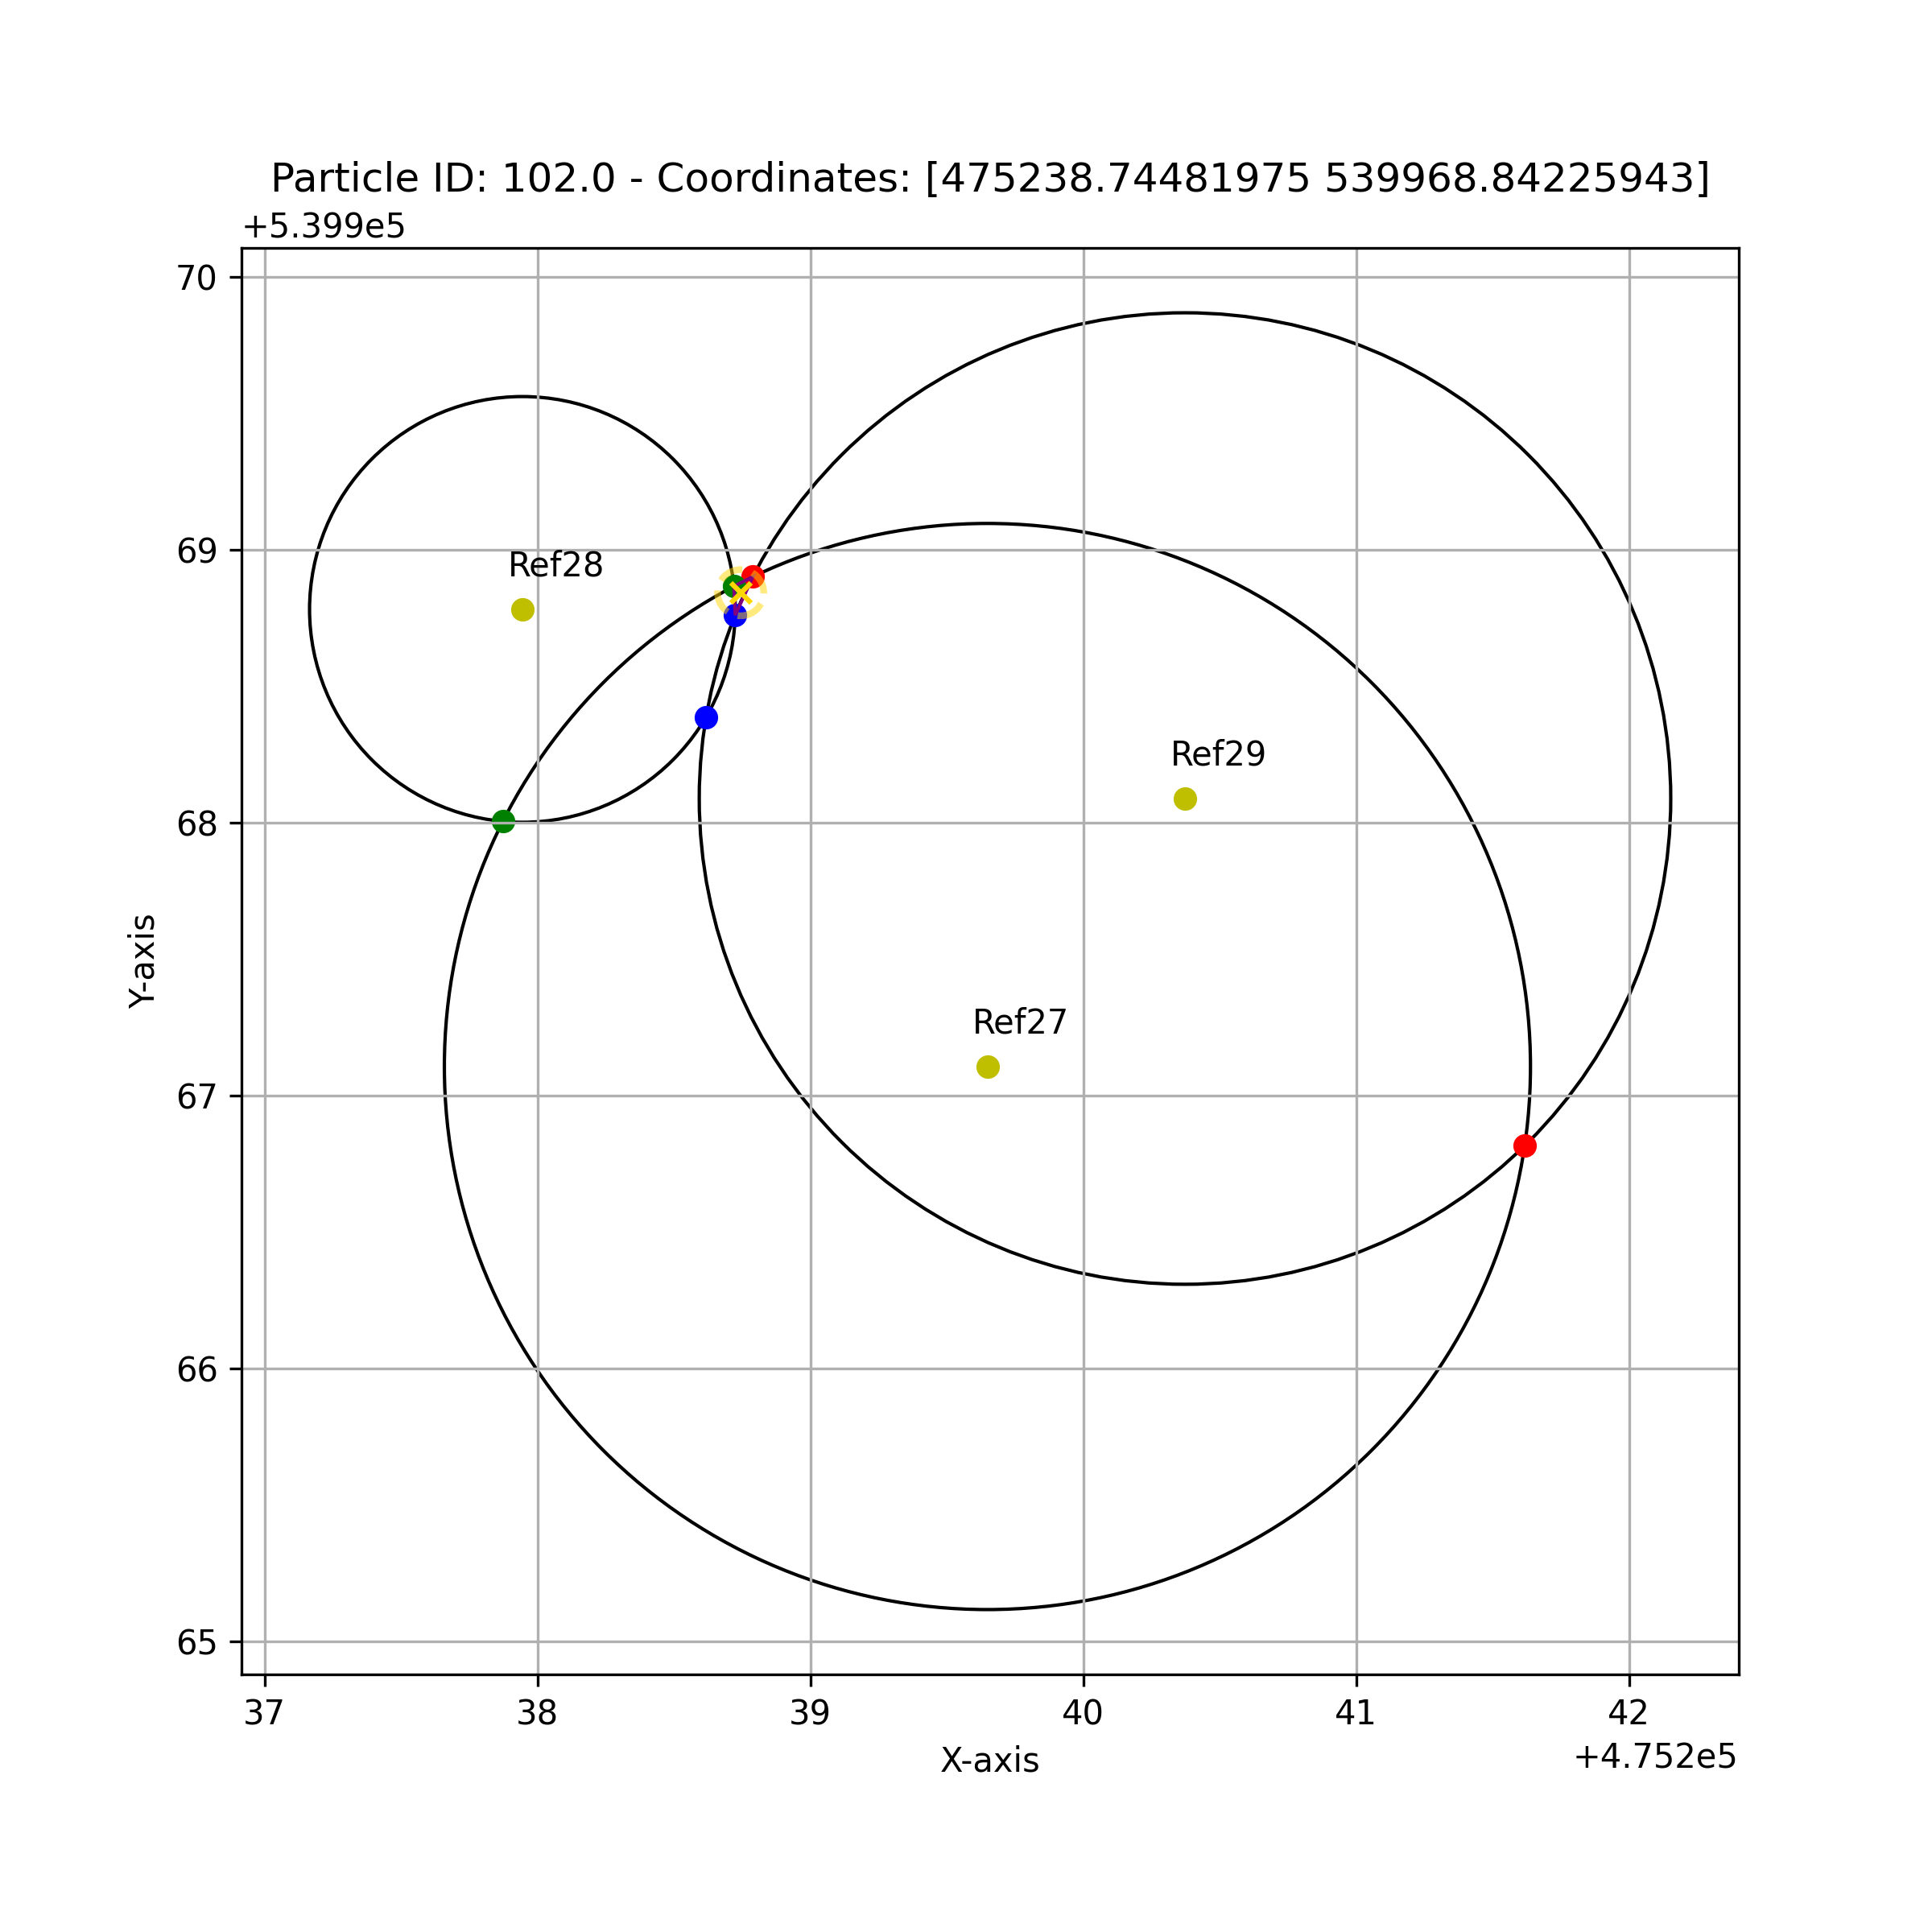 Particle ID: 102.0 - Coordinates: [475238.74481975 539968.84225943]
+5.399e5
70
69
68
67
66
65
Y-axis
Ref28
Ref29
Ref27
37 38 39 40 41 42
X-axis
+4.752e5